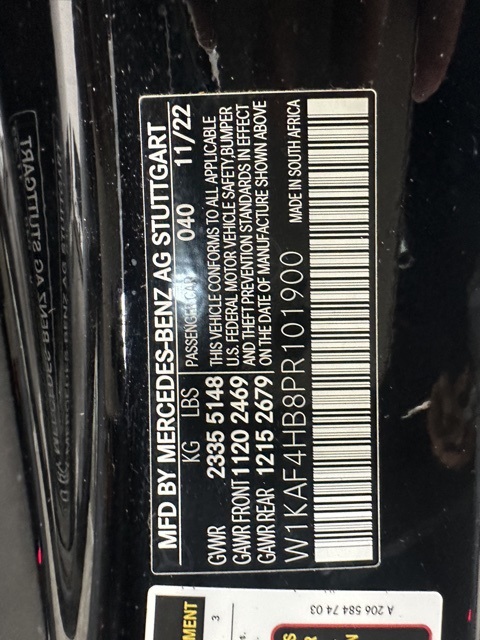 MFD BY MERCEDES-BENZ AG STUTTGART
KG LBS PASSENGER CAR 040 11/22
GVWR 2335 5148
GAWR FRONT 1120 2469
GAWR REAR 1215 2679
THIS VEHICLE CONFORMS TO ALL APPLICABLE
U.S. FEDERAL MOTOR VEHICLE SAFETY,BUMPER
AND THEFT PREVENTION STANDARDS IN EFFECT
ON THE DATE OF MANUFACTURE SHOWN ABOVE
W1KAF4HB8PR101900 MADE IN SOUTH AFRICA
A 206 584 74 03
3